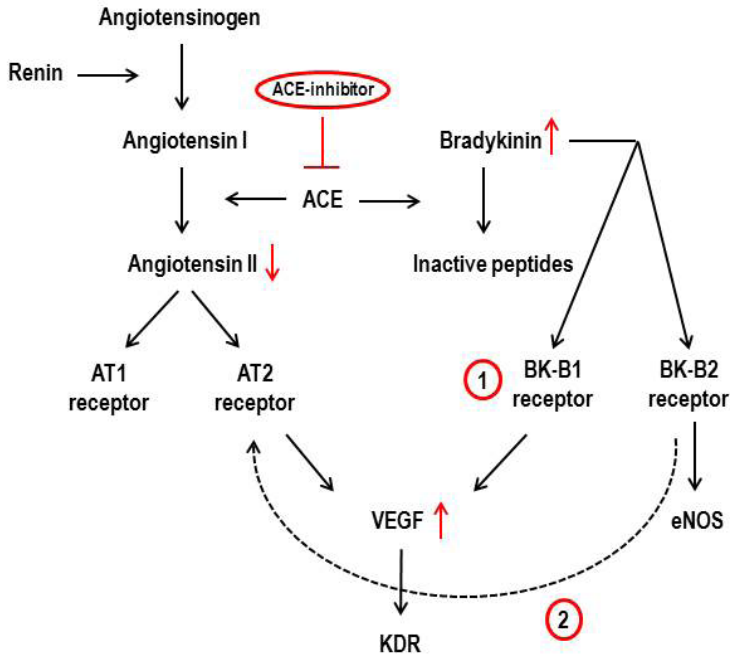 Angiotensinogen
Renin
ACE-inhibitor
Angiotensin I
Bradykinin
ACE
Angiotensin II
Inactive peptides
AT1
receptor
AT2
receptor
1
BK-B1
receptor
BK-B2
receptor
VEGF
eNOS
2
KDR